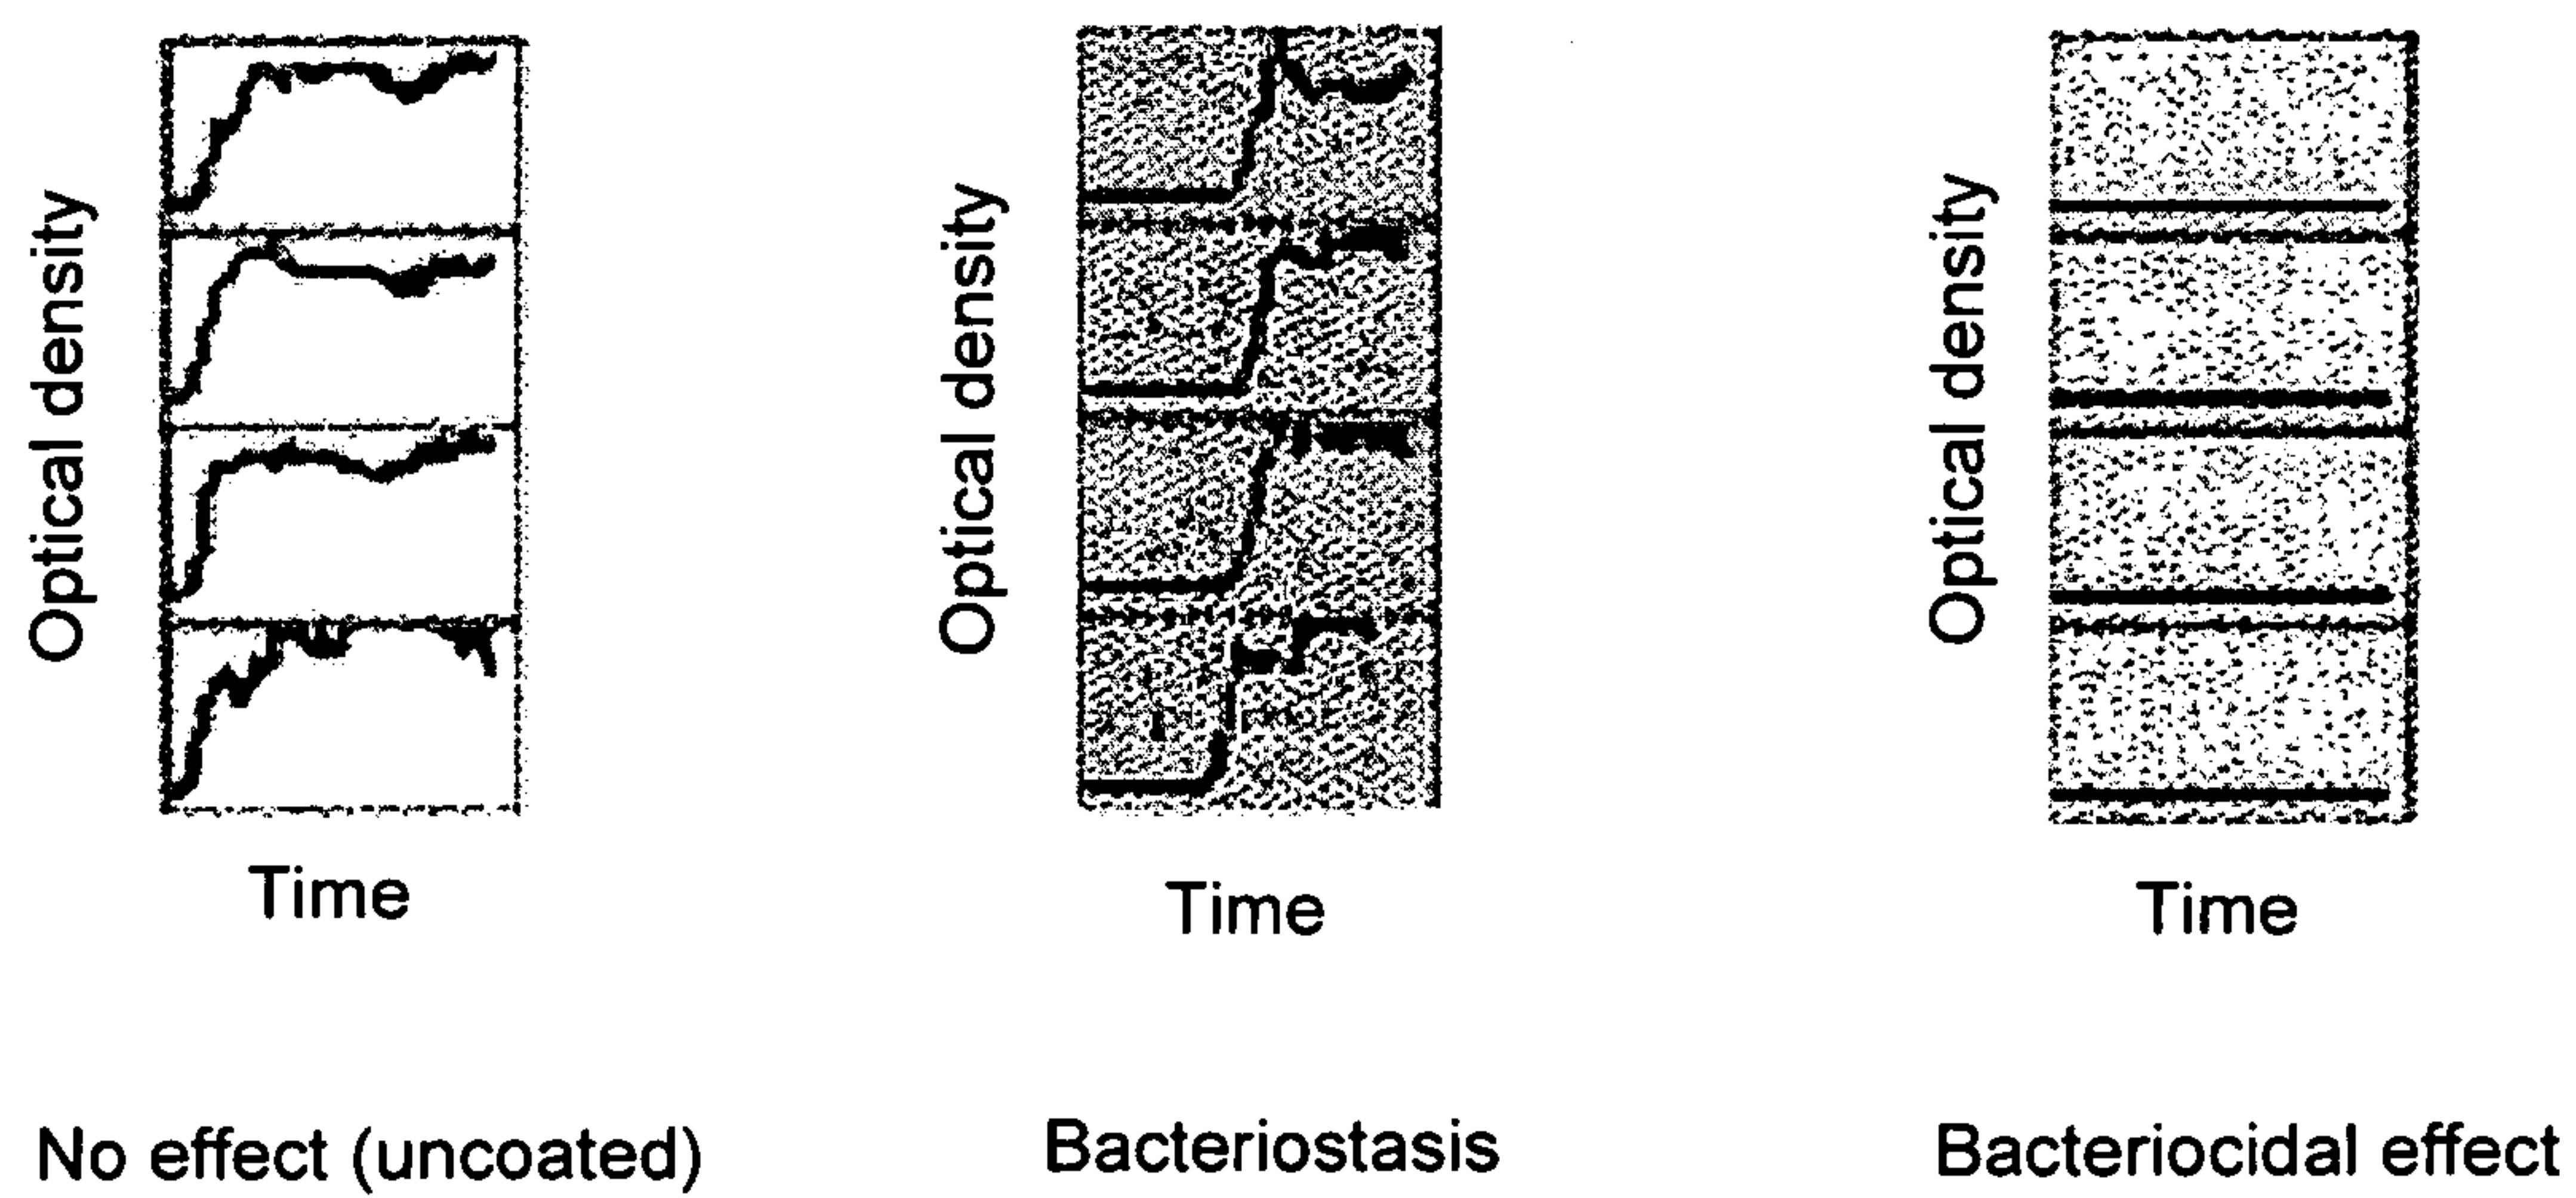 Optical density
Time
No effect (uncoated)
Optical density
Time
Bacteriostasis
Optical density
Time
Bacteriocidal effect